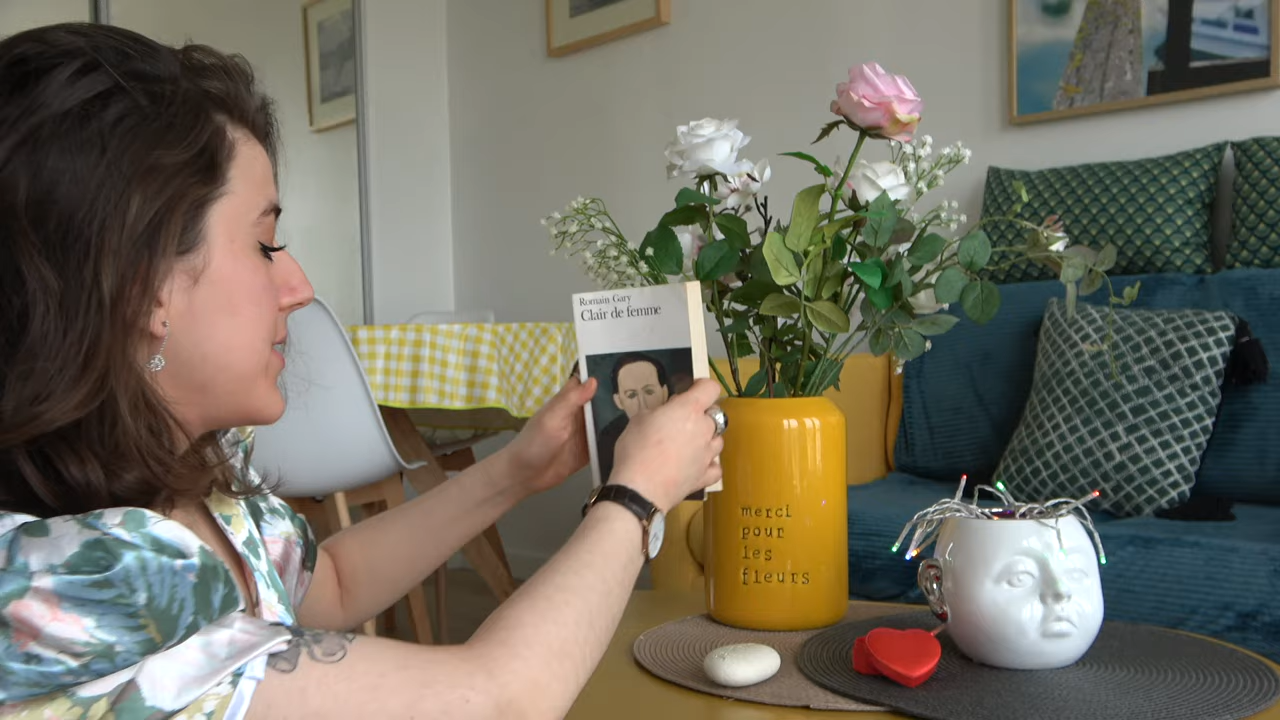 Romain Gary
Clair de femme
merci
pour
les
fleurs